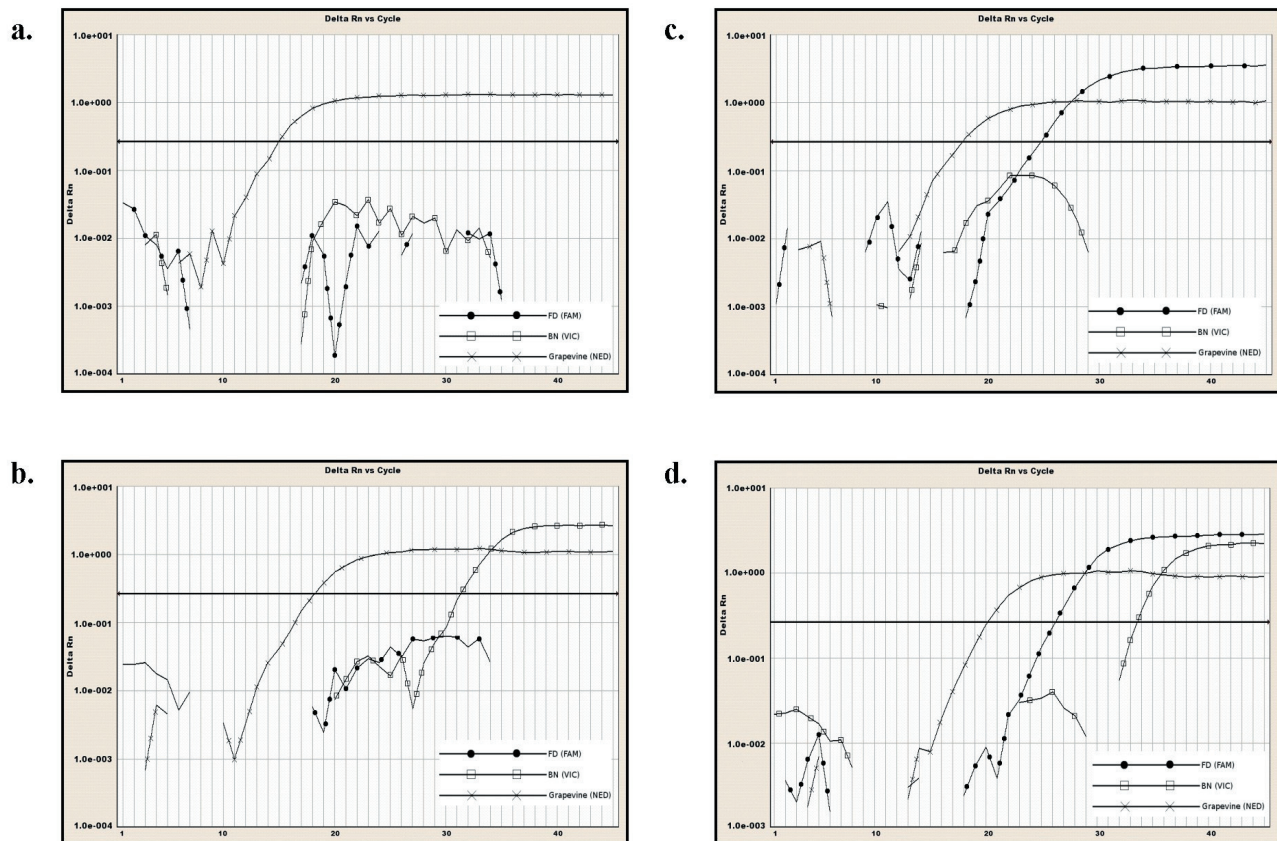 a.
Delta Rn vs Cycle
1.0e+001
1.0e+000
1.0e-001
1.0e-002
1.0e-003
1.0e-004
Delta Rn
FD (FAM)
BN (VIC)
Grapevine (NED)
1 10 20 30 40
c.
Delta Rn vs Cycle
1.0e+001
1.0e+000
1.0e-001
1.0e-002
1.0e-003
1.0e-004
Delta Rn
FD (FAM)
BN (VIC)
Grapevine (NED)
1 10 20 30 40
b.
Delta Rn vs Cycle
1.0e+001
1.0e+000
1.0e-001
1.0e-002
1.0e-003
1.0e-004
Delta Rn
FD (FAM)
BN (VIC)
Grapevine (NED)
1 10 20 30 40
d.
Delta Rn vs Cycle
1.0e+001
1.0e+000
1.0e-001
1.0e-002
1.0e-003
Delta Rn
FD (FAM)
BN (VIC)
Grapevine (NED)
1 10 20 30 40